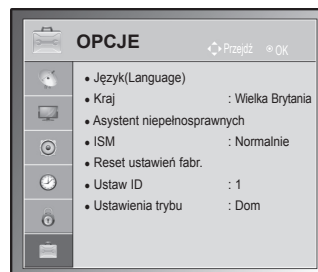 OPCJE
Przejdź OK
• Język(Language)
• Kraj : Wielka Brytania
• Asystent niepełnosprawnych
• ISM : Normalnie
• Reset ustawień fabr.
• Ustaw ID : 1
• Ustawienia trybu : Dom